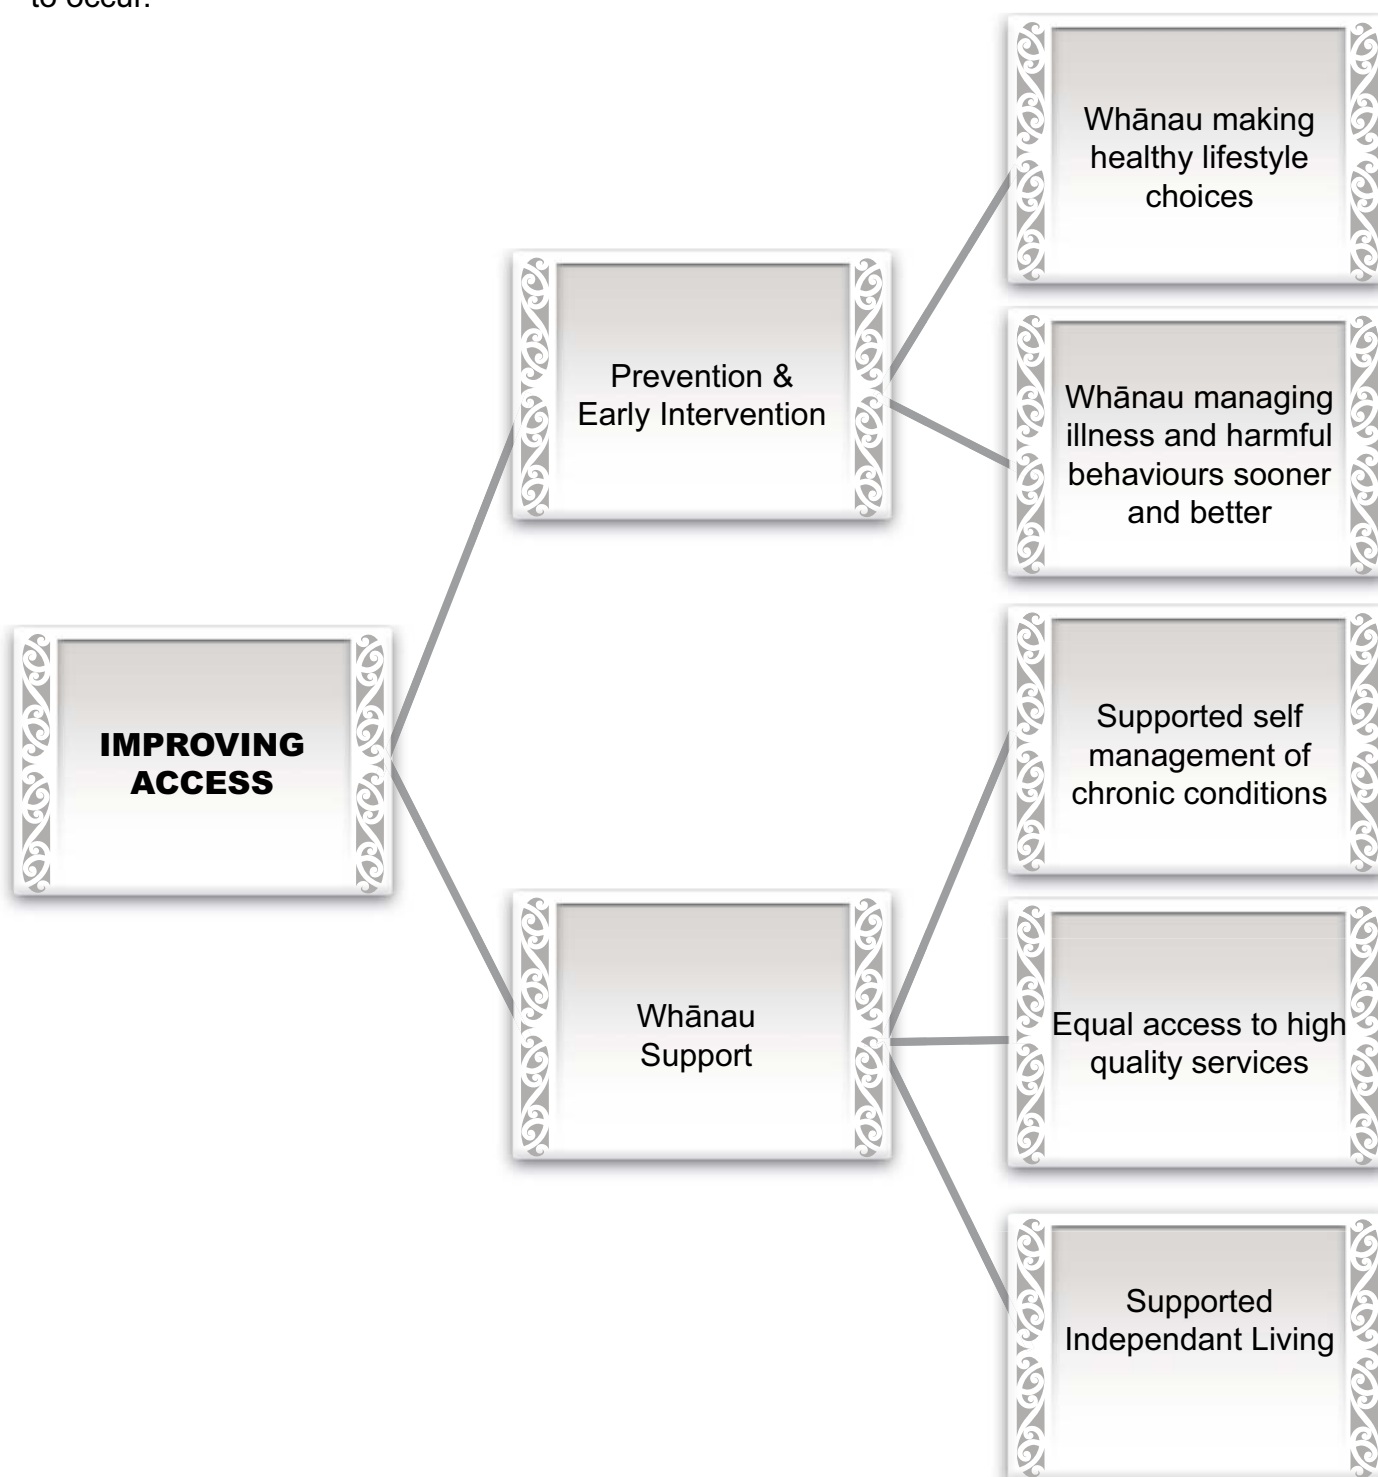 to occur.
Whānau making
healthy lifestyle
choices
Prevention &
Early Intervention
Whānau managing
illness and harmful
behaviours sooner
and better
IMPROVING
ACCESS
Supported self
management of
chronic conditions
Whānau
Support
Equal access to high
quality services
Supported
Independant Living